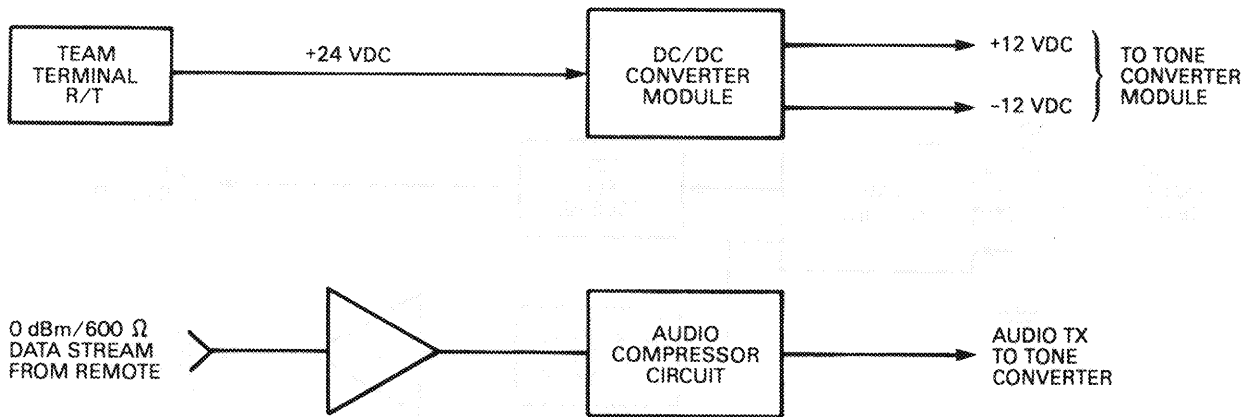 TEAM
TERMINAL
R/T
+24 VDC
DC/DC
CONVERTER
MODULE
+12 VDC
-12 VDC
TO TONE
CONVERTER
MODULE
0 dBm/600 Ω
DATA STREAM
FROM REMOTE
AUDIO
COMPRESSOR
CIRCUIT
AUDIO TX
TO TONE
CONVERTER